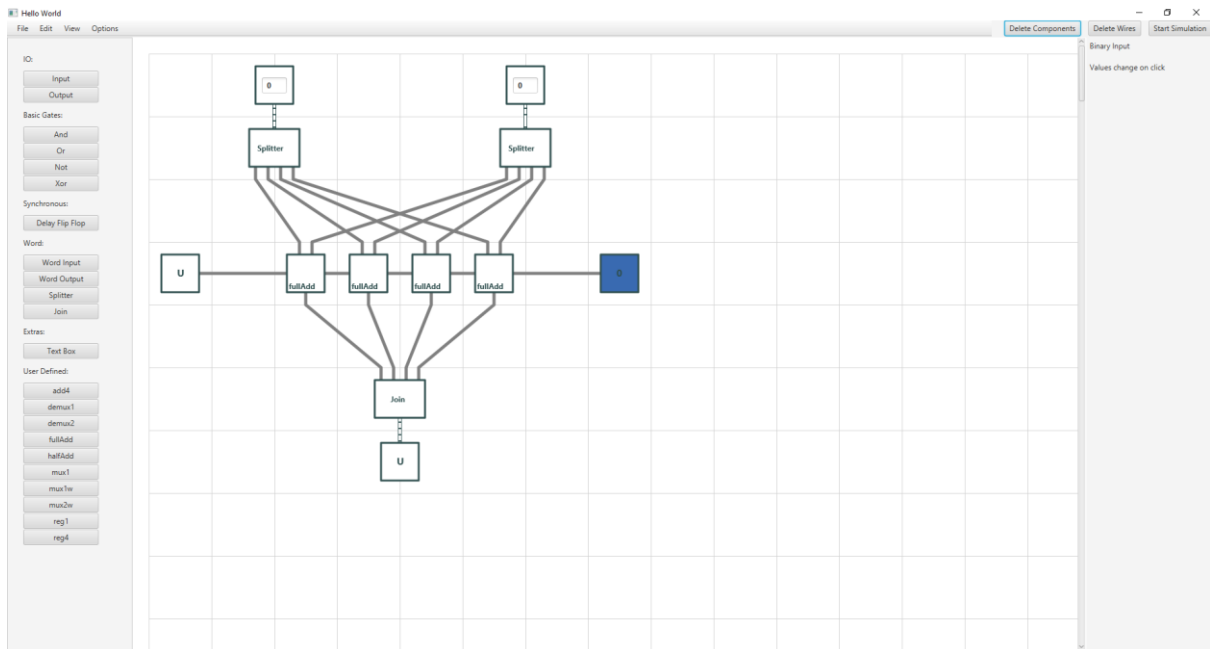 Hello World
File Edit View Options
Delete Components Delete Wires Start Simulation
IO:
Input
Output
Basic Gates:
And
Or
Not
Xor
Synchronous:
Delay Flip Flop
Word:
Word Input
Word Output
Splitter
Join
Extras:
Text Box
User Defined:
add4
demux1
demux2
fullAdd
halfAdd
mux1
mux1w
mux2w
reg1
reg4
0 0
Splitter Splitter
U 0
fullAdd fullAdd fullAdd fullAdd
Join
U
Binary Input
Values change on click